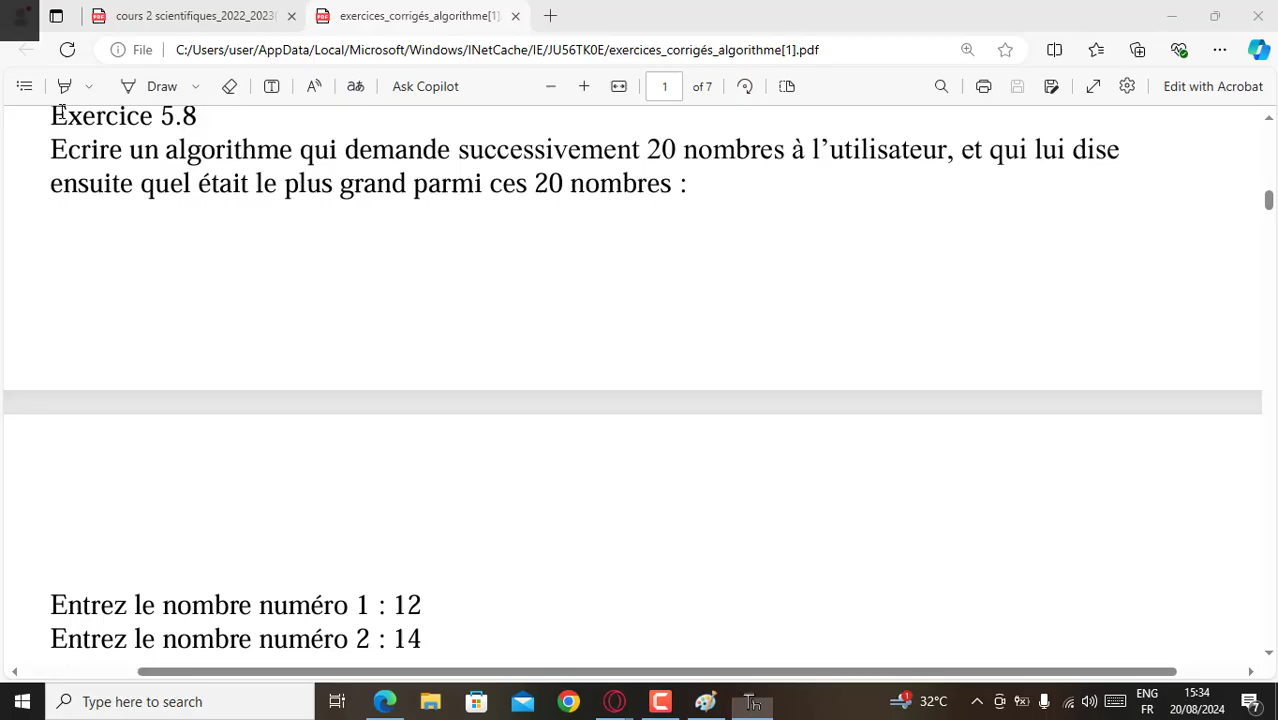 cours 2 scientifiques_2022_2023(
exercices_corrigés_algorithme[1]
File
C:/Users/user/AppData/Local/Microsoft/Windows/INetCache/IE/JU56TK0E/exercices_corrigés_algorithme[1].pdf
Draw
Ask Copilot
1
of 7
Edit with Acrobat
Exercice 5.8
Ecrire un algorithme qui demande successivement 20 nombres à l’utilisateur, et qui lui dise
ensuite quel était le plus grand parmi ces 20 nombres :
Entrez le nombre numéro 1 : 12
Entrez le nombre numéro 2 : 14
Type here to search
32°C
ENG
FR
15:34
20/08/2024